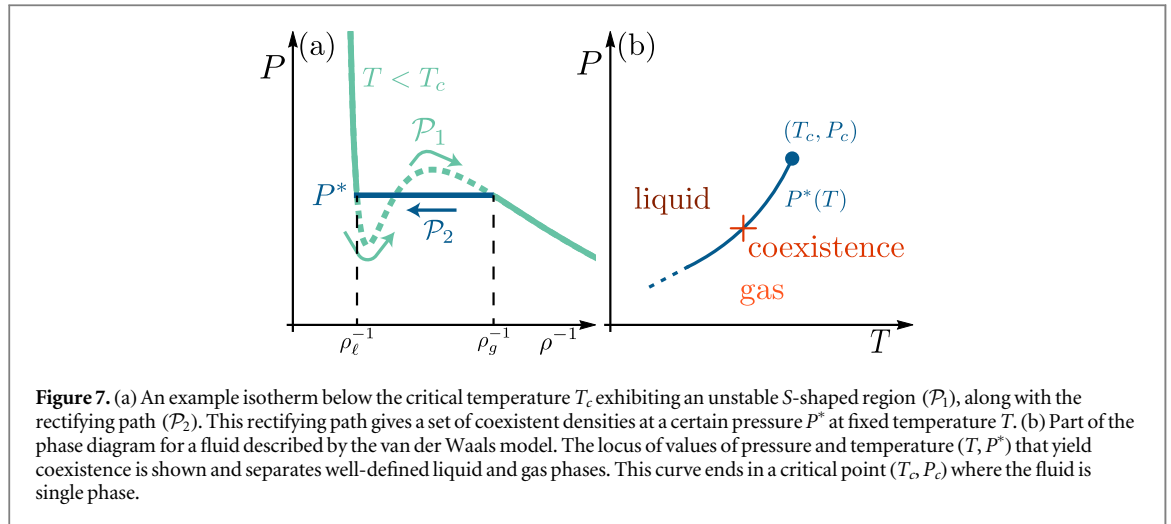 (a)
P
T < T_c
𝒫_1
P*
𝒫_2
ρ_ℓ^{-1}
ρ_g^{-1}
ρ^{-1}
(b)
P
(T_c, P_c)
liquid
P*(T)
coexistence
gas
T
Figure 7. (a) An example isotherm below the critical temperature T_c exhibiting an unstable S-shaped region (𝒫_1), along with the
rectifying path (𝒫_2). This rectifying path gives a set of coexistent densities at a certain pressure P* at fixed temperature T. (b) Part of the
phase diagram for a fluid described by the van der Waals model. The locus of values of pressure and temperature (T, P*) that yield
coexistence is shown and separates well-defined liquid and gas phases. This curve ends in a critical point (T_c, P_c) where the fluid is
single phase.